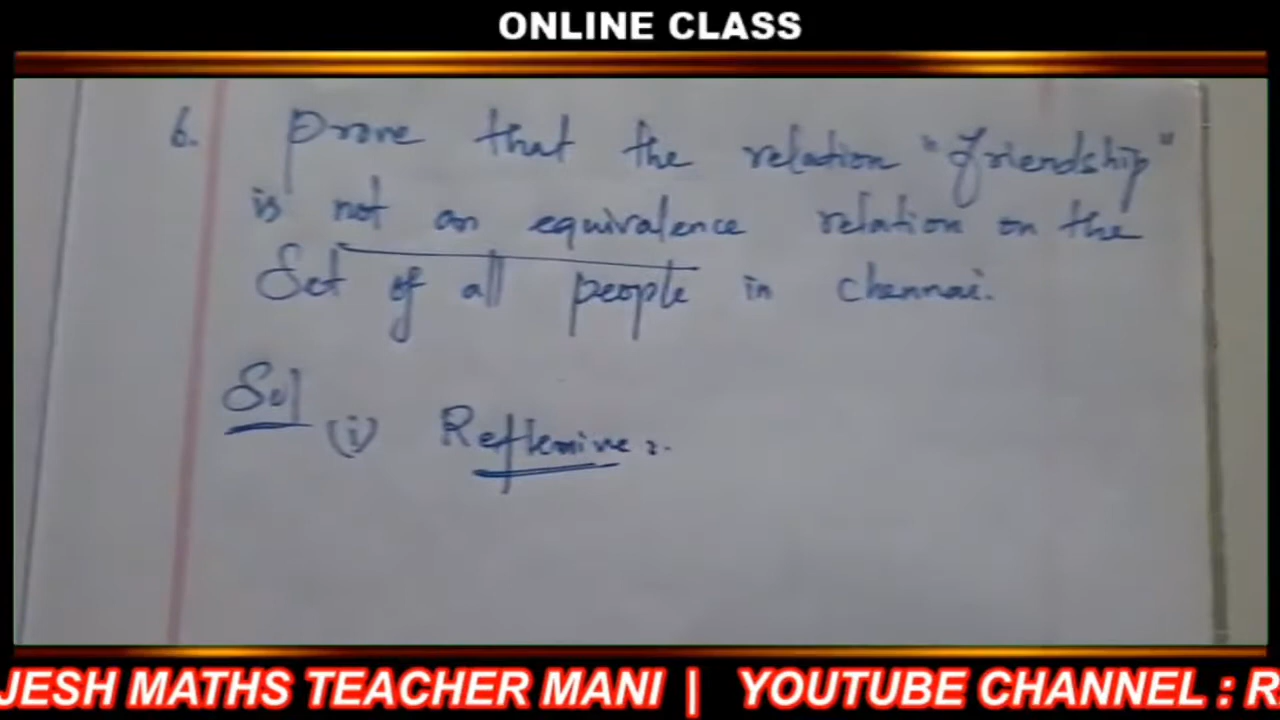 ONLINE CLASS
6. Prove that the relation "friendship"
is not an equivalence relation on the
Set of all people in chennai.
Sol
(i) Reflexive :-
JESH MATHS TEACHER MANI | YOUTUBE CHANNEL : R